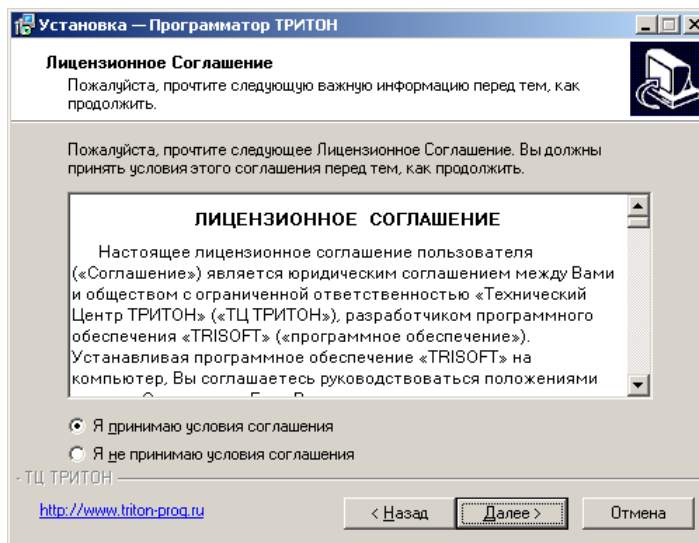 Установка — Программатор ТРИТОН
Лицензионное Соглашение
Пожалуйста, прочтите следующую важную информацию перед тем, как
продолжить.
Пожалуйста, прочтите следующее Лицензионное Соглашение. Вы должны
принять условия этого соглашения перед тем, как продолжить.
ЛИЦЕНЗИОННОЕ СОГЛАШЕНИЕ
Настоящее лицензионное соглашение пользователя
(«Соглашение») является юридическим соглашением между Вами
и обществом с ограниченной ответственностью «Технический
Центр ТРИТОН» («ТЦ ТРИТОН»), разработчиком программного
обеспечения «TRISOFT» («программное обеспечение»).
Устанавливая программное обеспечение «TRISOFT» на
компьютер, Вы соглашаетесь руководствоваться положениями
Я принимаю условия соглашения
Я не принимаю условия соглашения
ТЦ ТРИТОН
http://www.triton-prog.ru
< Назад
Далее >
Отмена